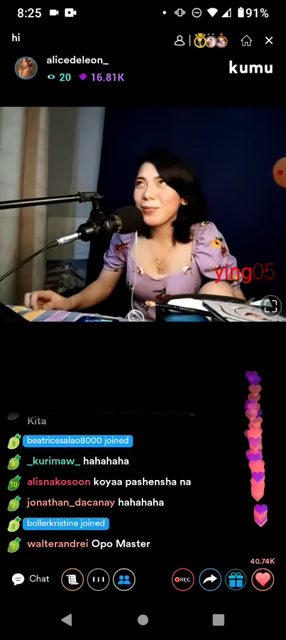 8:25
91%
hi
alicedeleon_
20 16.81K
kumu
ying05
Kita
beatricesalao8000 joined
_kurimaw_ hahahaha
alisnakosoon koyaa pashensha na
jonathan_dacanay hahahaha
bollerkristine joined
walterandrei Opo Master
40.74K
Chat
REC